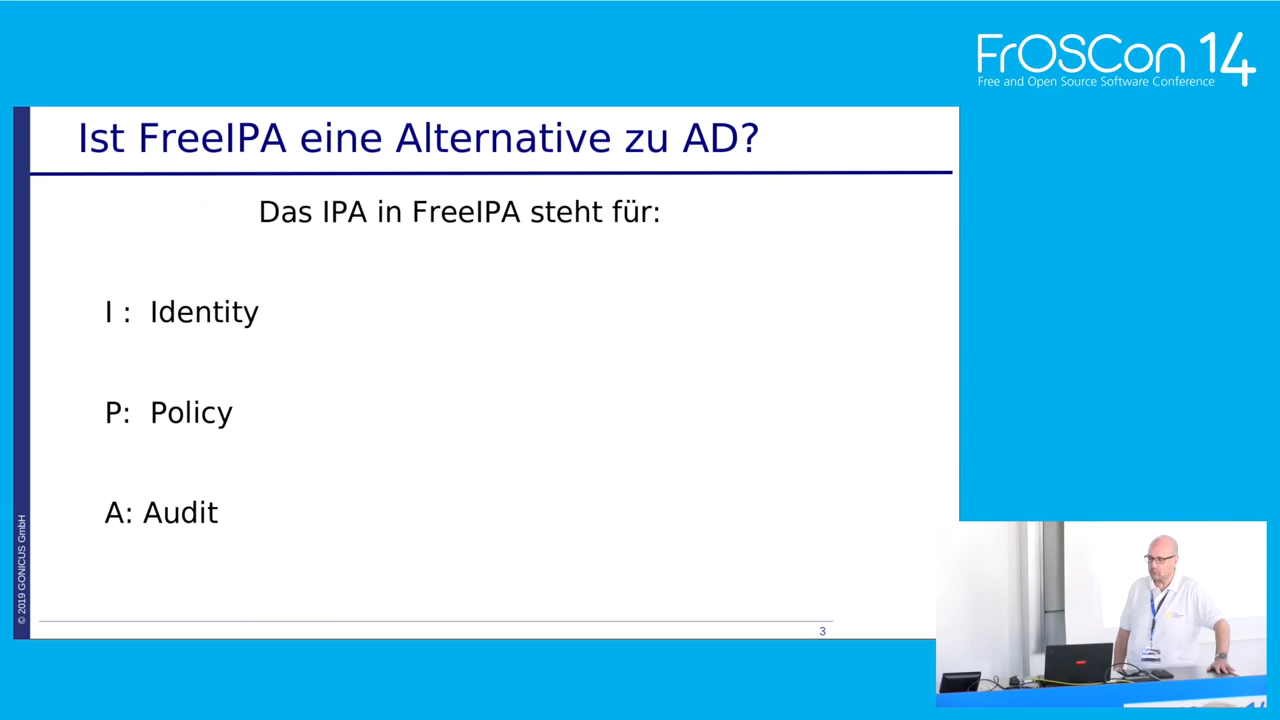 FrOSCon 14
Free and Open Source Software Conference
Ist FreeIPA eine Alternative zu AD?
Das IPA in FreeIPA steht für:
I : Identity
P: Policy
A: Audit
© 2019 GONICUS GmbH
3